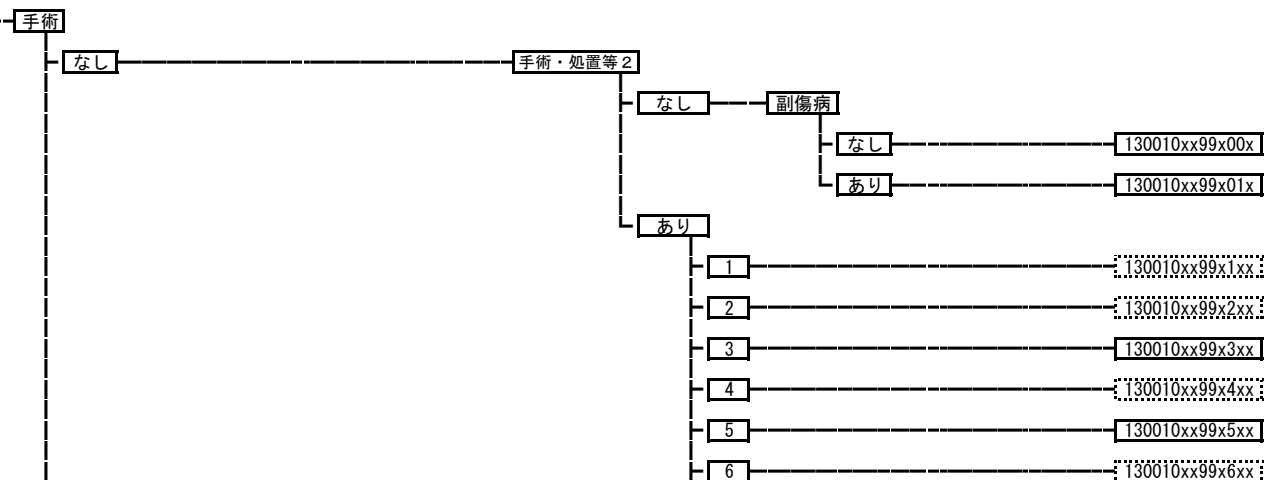 手術
なし 手術・処置等２
なし 副傷病
なし 130010xx99x00x
あり 130010xx99x01x
あり
1 130010xx99x1xx
2 130010xx99x2xx
3 130010xx99x3xx
4 130010xx99x4xx
5 130010xx99x5xx
6 130010xx99x6xx